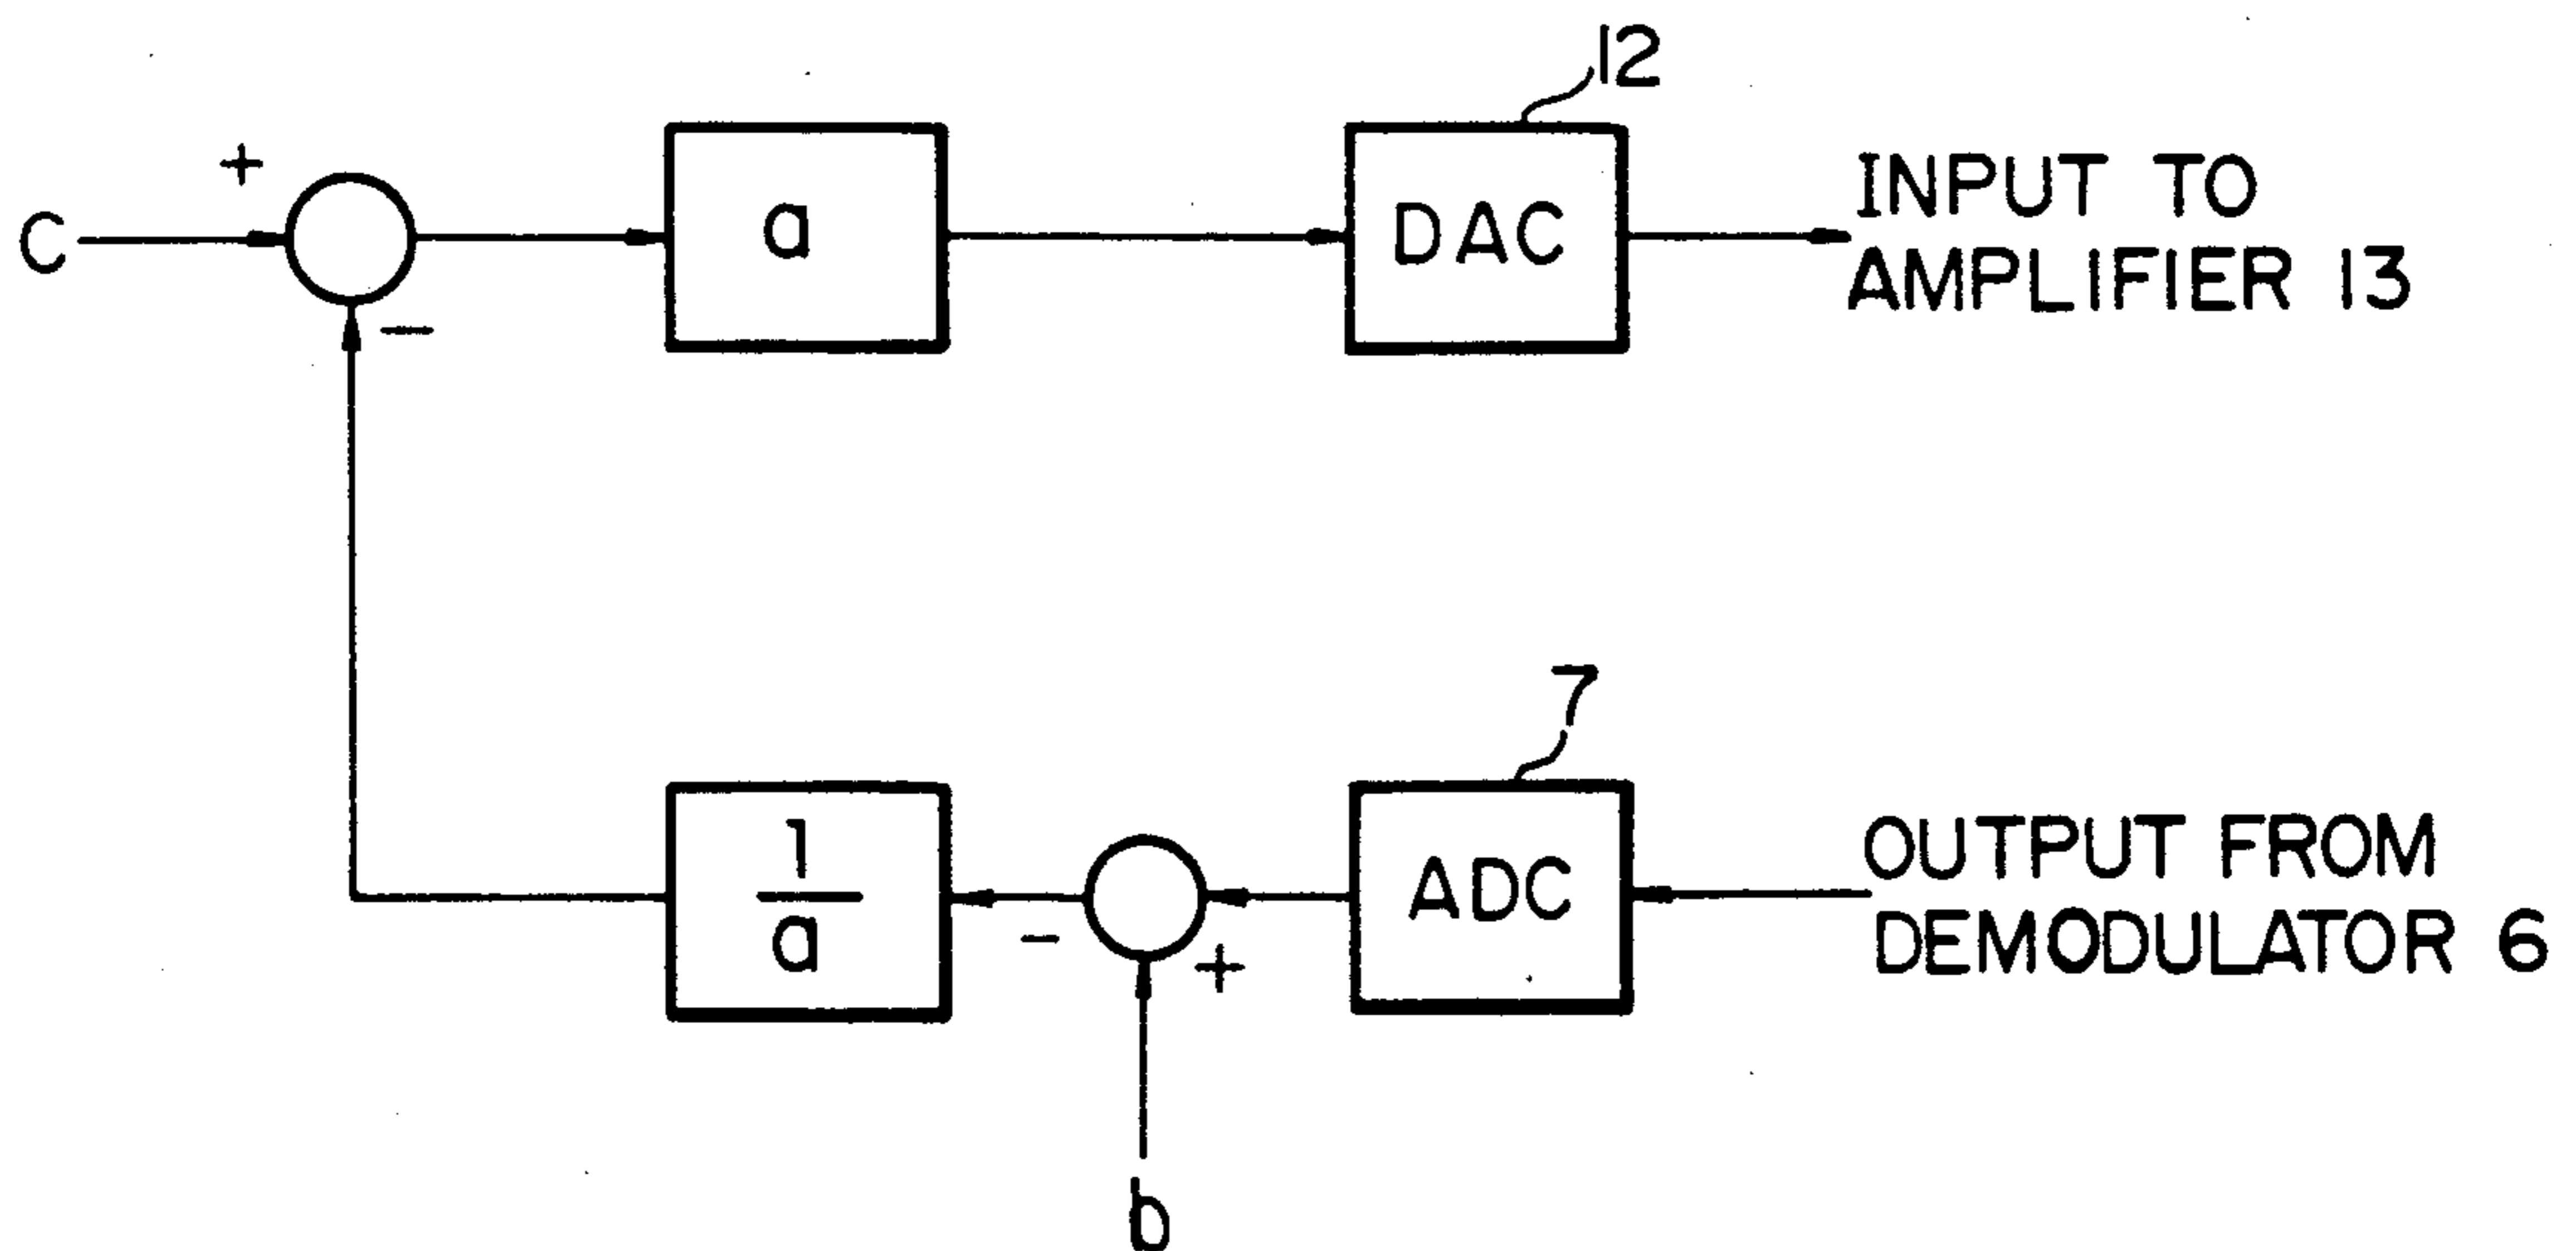 12
+
C
a
DAC
INPUT TO
AMPLIFIER 13
−
7
1
a
ADC
OUTPUT FROM
DEMODULATOR 6
−
+
b